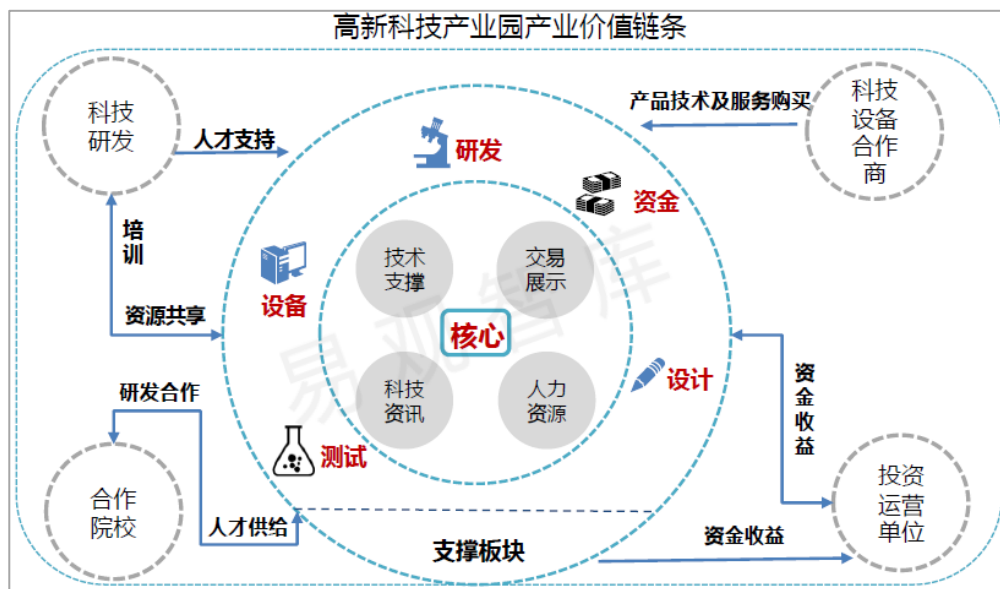 高新科技产业园产业价值链条
科技
研发
人才支持
研发
产品技术及服务购买
科技
设备
合作
商
资金
培
训
技术
支撑
交易
展示
设备
资源共享
核心
设计
研发合作
科技
资讯
人力
资源
资
金
收
益
测试
合作
院校
人才供给
支撑板块
资金收益
投资
运营
单位
易观智库